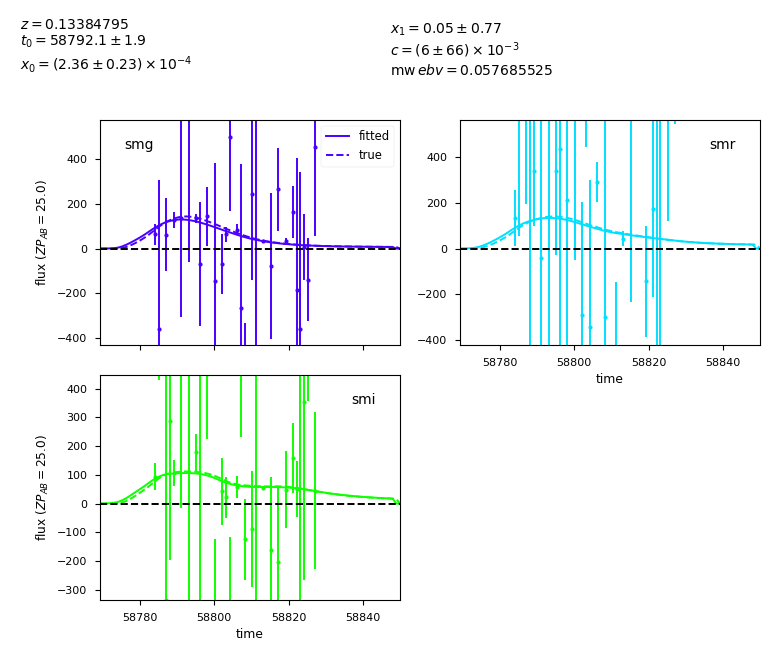 z = 0.13384795
t₀ = 58792.1 ± 1.9
x₀ = (2.36 ± 0.23) × 10⁻⁴
x₁ = 0.05 ± 0.77
c = (6 ± 66) × 10⁻³
mw ebv = 0.057685525
smg
fitted
true
400
200
0
−200
−400
flux (ZP_AB = 25.0)
smr
400
200
0
−200
−400
58780 58800 58820 58840
time
smi
400
300
200
100
0
−100
−200
−300
flux (ZP_AB = 25.0)
58780 58800 58820 58840
time